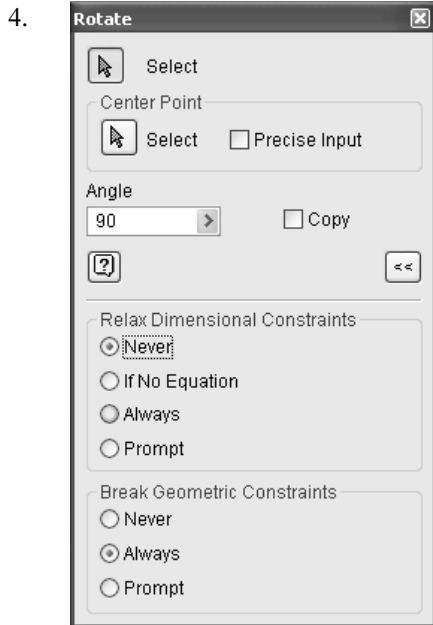 4.
Rotate
Select
Center Point
Select Precise Input
Angle
90 Copy
<<
Relax Dimensional Constraints
Never
If No Equation
Always
Prompt
Break Geometric Constraints
Never
Always
Prompt